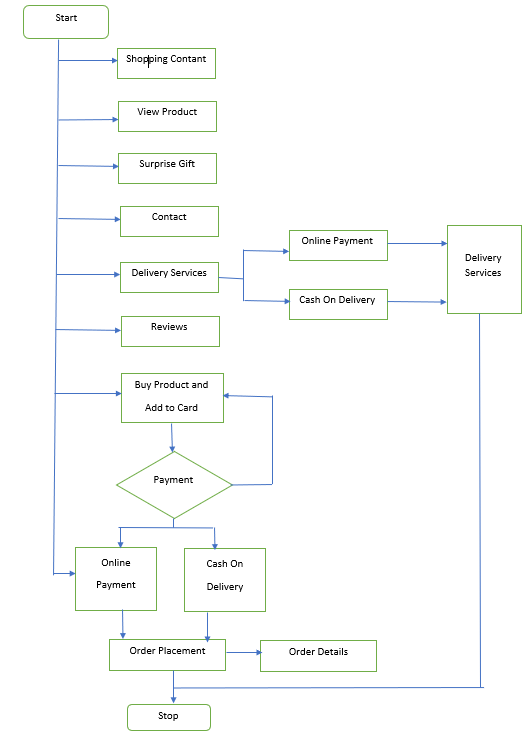 Start
Shopping Contant
View Product
Surprise Gift
Contact
Online Payment
Delivery Services
Delivery
Services
Cash On Delivery
Reviews
Buy Product and
Add to Card
Payment
Online
Payment
Cash On
Delivery
Order Placement
Order Details
Stop